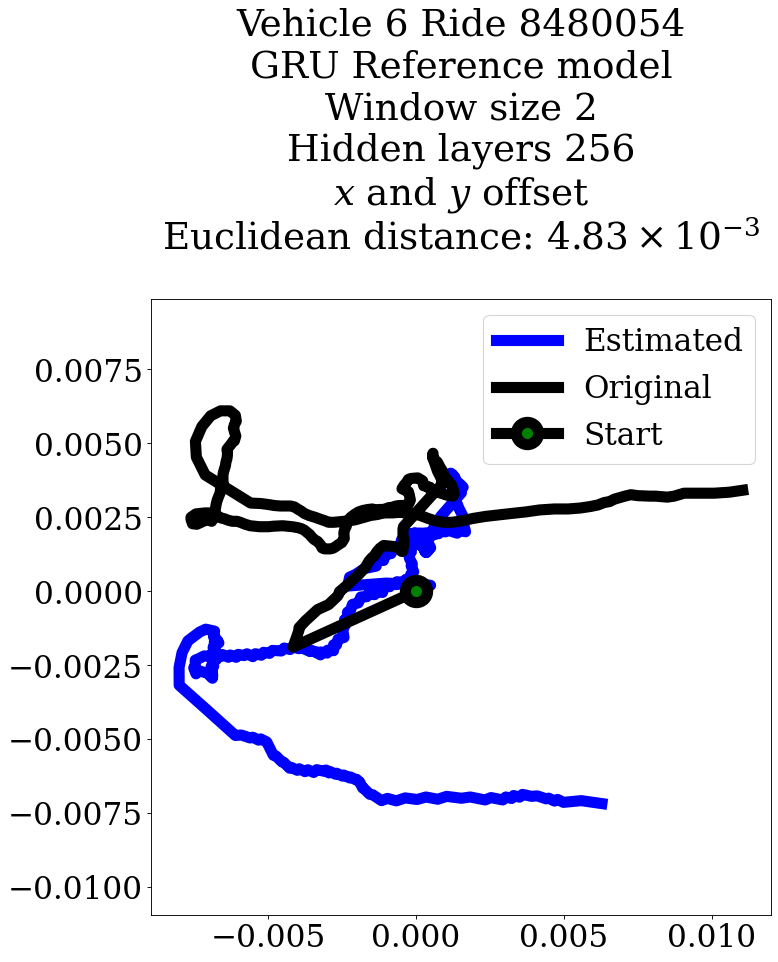 Vehicle 6 Ride 8480054
GRU Reference model
Window size 2
Hidden layers 256
x and y offset
Euclidean distance: 4.83 × 10⁻³
Estimated
Original
Start
0.0075
0.0050
0.0025
0.0000
−0.0025
−0.0050
−0.0075
−0.0100
−0.005 0.000 0.005 0.010